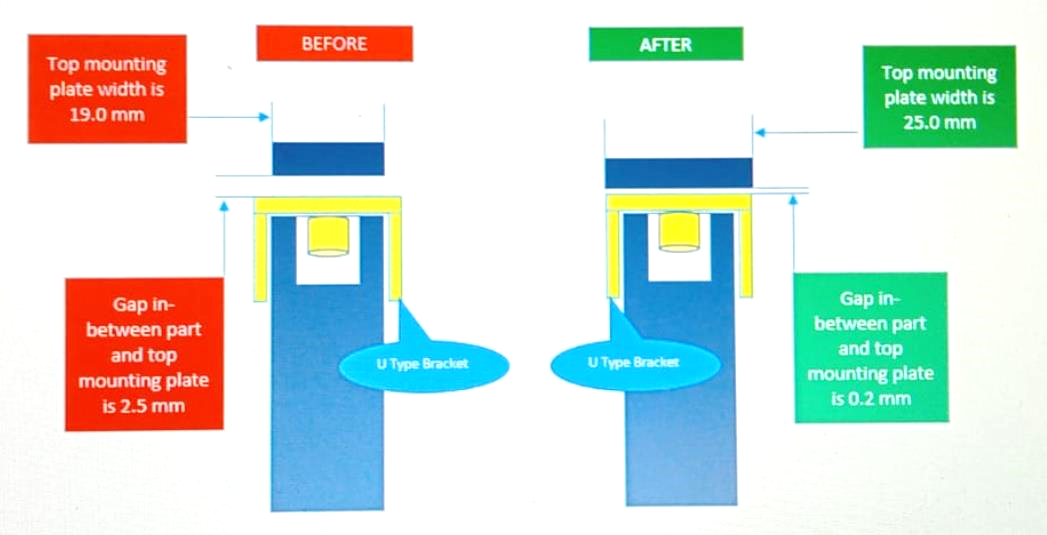 BEFORE
AFTER
Top mounting
plate width is
19.0 mm
Top mounting
plate width is
25.0 mm
Gap in-
between part
and top
mounting plate
is 2.5 mm
U Type Bracket
U Type Bracket
Gap in-
between part
and top
mounting plate
is 0.2 mm